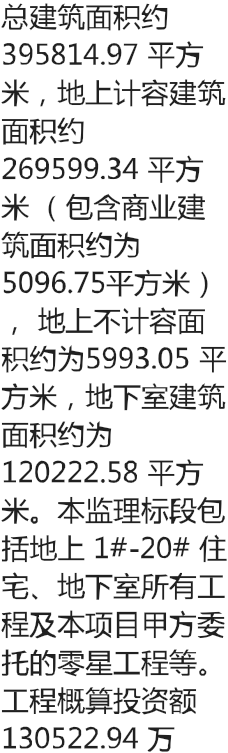 总建筑面积约
395814.97 平方
米，地上计容建筑
面积约
269599.34 平方
米 （ 包含商业建
筑面积约为
5096.75平方米 ）
， 地上不计容面
积约为5993.05 平
方米，地下室建筑
面积约为
120222.58 平方
米。本监理标段包
括地上 1#-20# 住
宅、地下室所有工
程及本项目甲方委
托的零星工程等。
工程概算投资额
130522.94 万